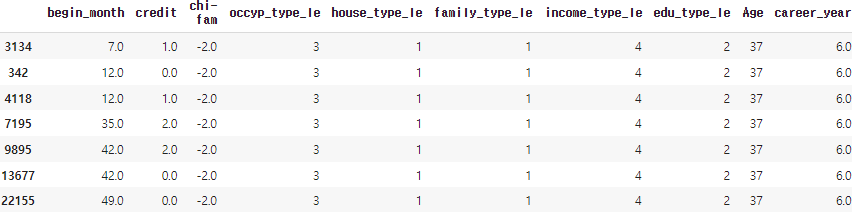 begin_month credit chi-fam occyp_type_le house_type_le family_type_le income_type_le edu_type_le Age career_year
3134 7.0 1.0 -2.0 3 1 1 4 2 37 6.0
342 12.0 0.0 -2.0 3 1 1 4 2 37 6.0
4118 12.0 1.0 -2.0 3 1 1 4 2 37 6.0
7195 35.0 2.0 -2.0 3 1 1 4 2 37 6.0
9895 42.0 2.0 -2.0 3 1 1 4 2 37 6.0
13677 42.0 0.0 -2.0 3 1 1 4 2 37 6.0
22155 49.0 0.0 -2.0 3 1 1 4 2 37 6.0